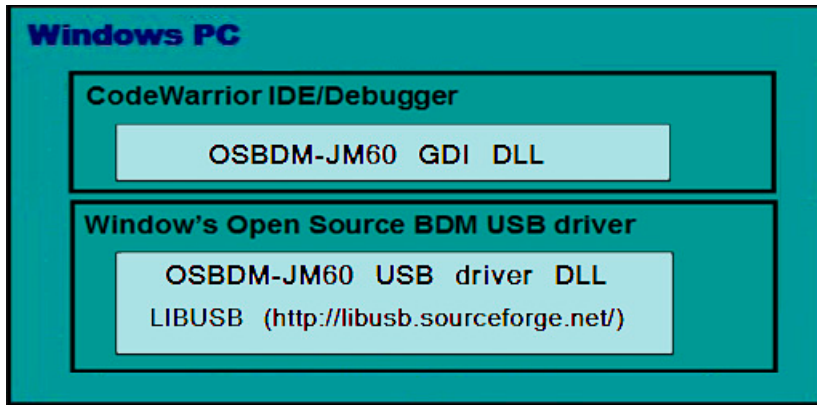 Windows PC
CodeWarrior IDE/Debugger
OSBDM-JM60 GDI DLL
Window's Open Source BDM USB driver
OSBDM-JM60 USB driver DLL
LIBUSB (http://libusb.sourceforge.net/)